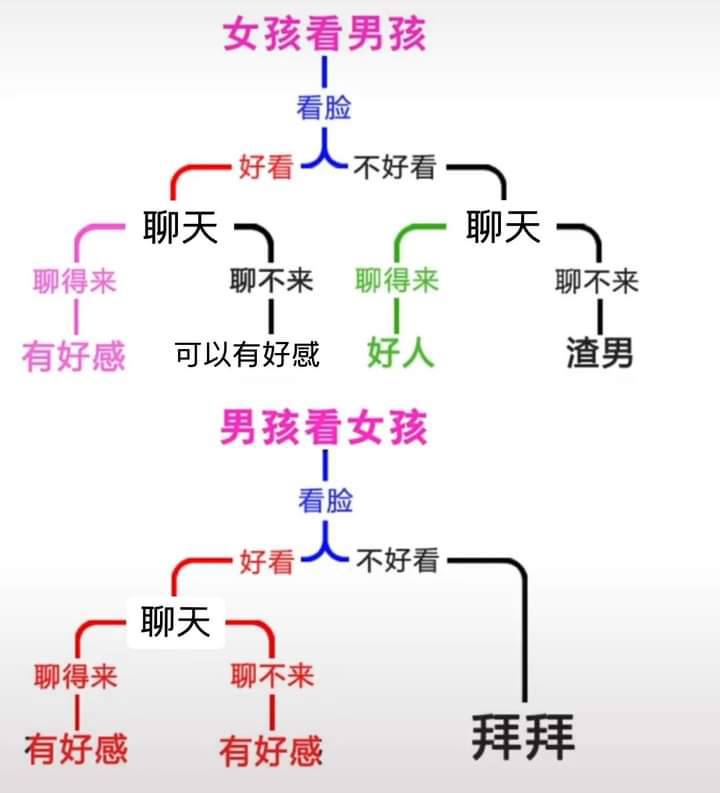 女孩看男孩
看脸
好看 不好看
聊天 聊天
聊得来 聊不来 聊得来 聊不来
有好感 可以有好感 好人 渣男
男孩看女孩
看脸
好看 不好看
聊天
聊得来 聊不来
有好感 有好感 拜拜